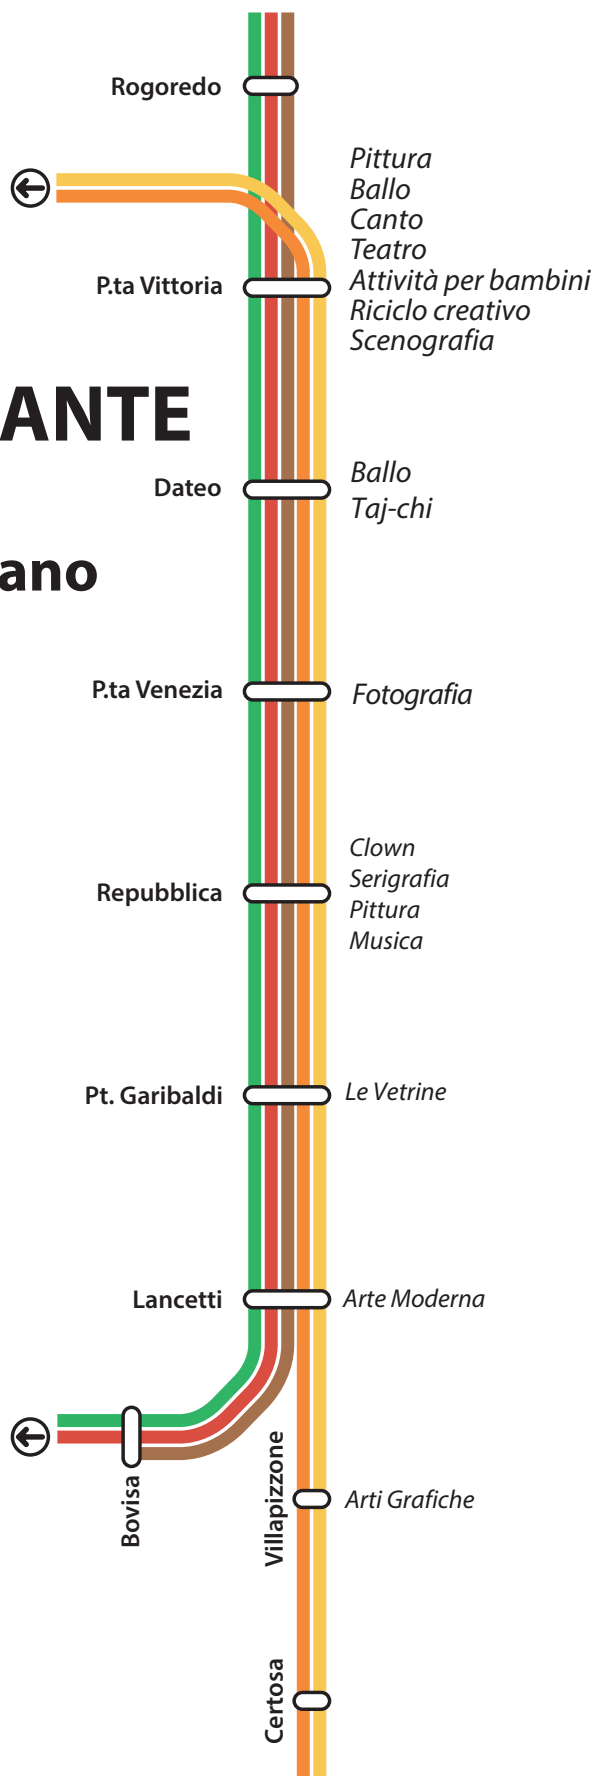 Rogoredo
Pittura
Ballo
Canto
Teatro
P.ta Vittoria
Attività per bambini
Riciclo creativo
Scenografia
ANTE
Dateo
Ballo
Taj-chi
ano
P.ta Venezia
Fotografia
Repubblica
Clown
Serigrafia
Pittura
Musica
Pt. Garibaldi
Le Vetrine
Lancetti
Arte Moderna
Bovisa
Villapizzone
Arti Grafiche
Certosa